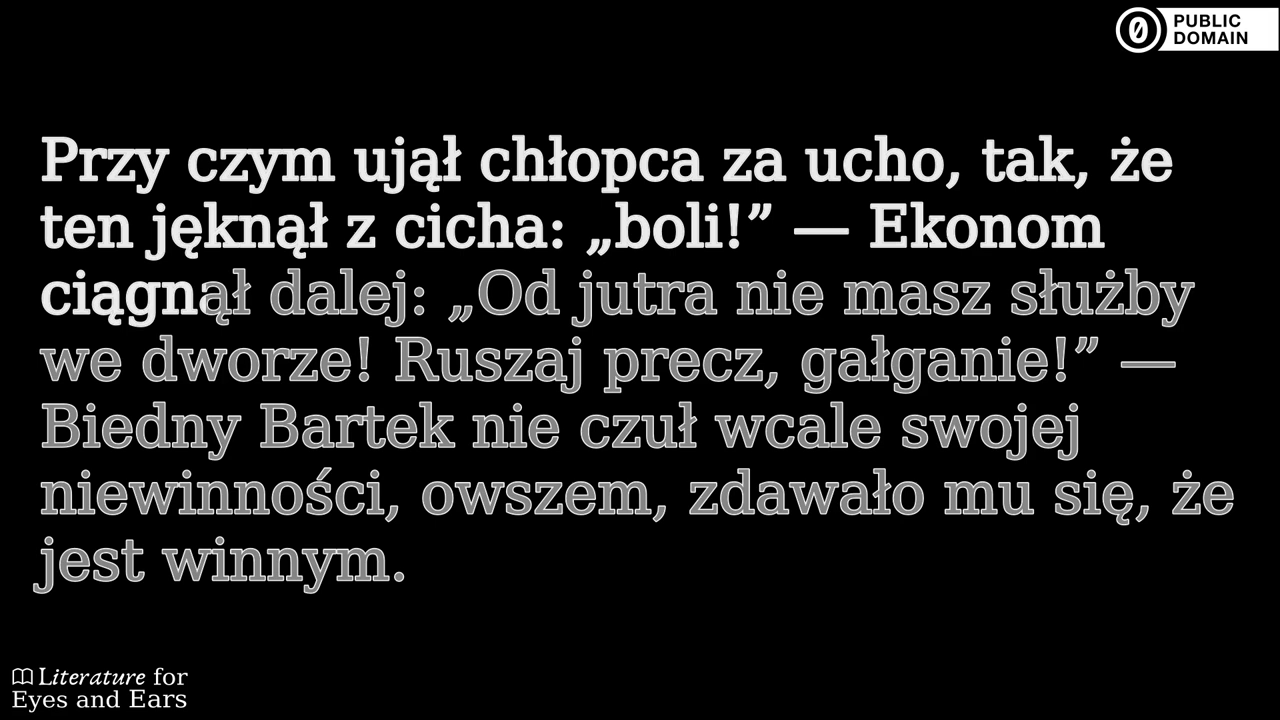 PUBLIC
DOMAIN
Przy czym ujął chłopca za ucho, tak, że
ten jęknął z cicha: „boli!” — Ekonom
ciągnął dalej: „Od jutra nie masz służby
we dworze! Ruszaj precz, gałganie!” —
Biedny Bartek nie czuł wcale swojej
niewinności, owszem, zdawało mu się, że
jest winnym.
Literature for
Eyes and Ears